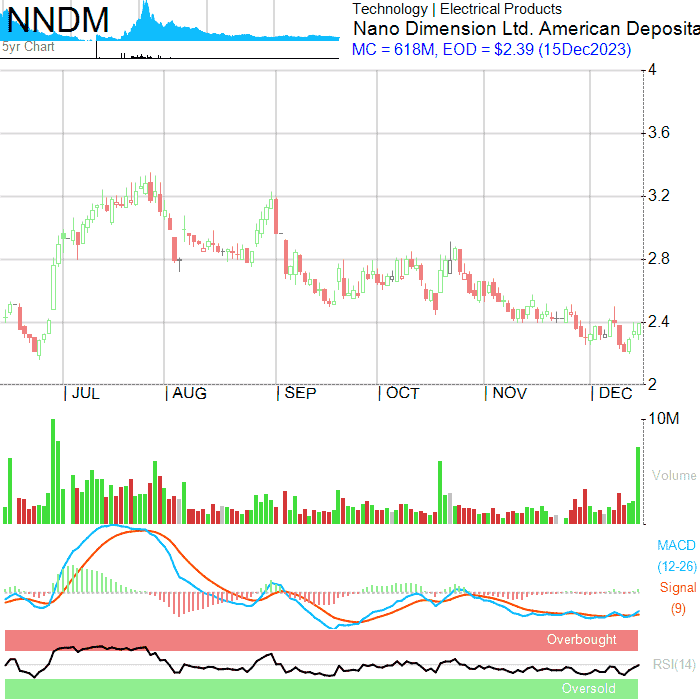 NNDM
5yr Chart
Technology | Electrical Products
Nano Dimension Ltd. American Deposita
MC = 618M, EOD = $2.39 (15Dec2023)
4
3.6
3.2
2.8
2.4
2
| JUL | AUG | SEP | OCT | NOV | DEC
10M
Volume
MACD
(12-26)
Signal
(9)
Overbought
RSI(14)
Oversold